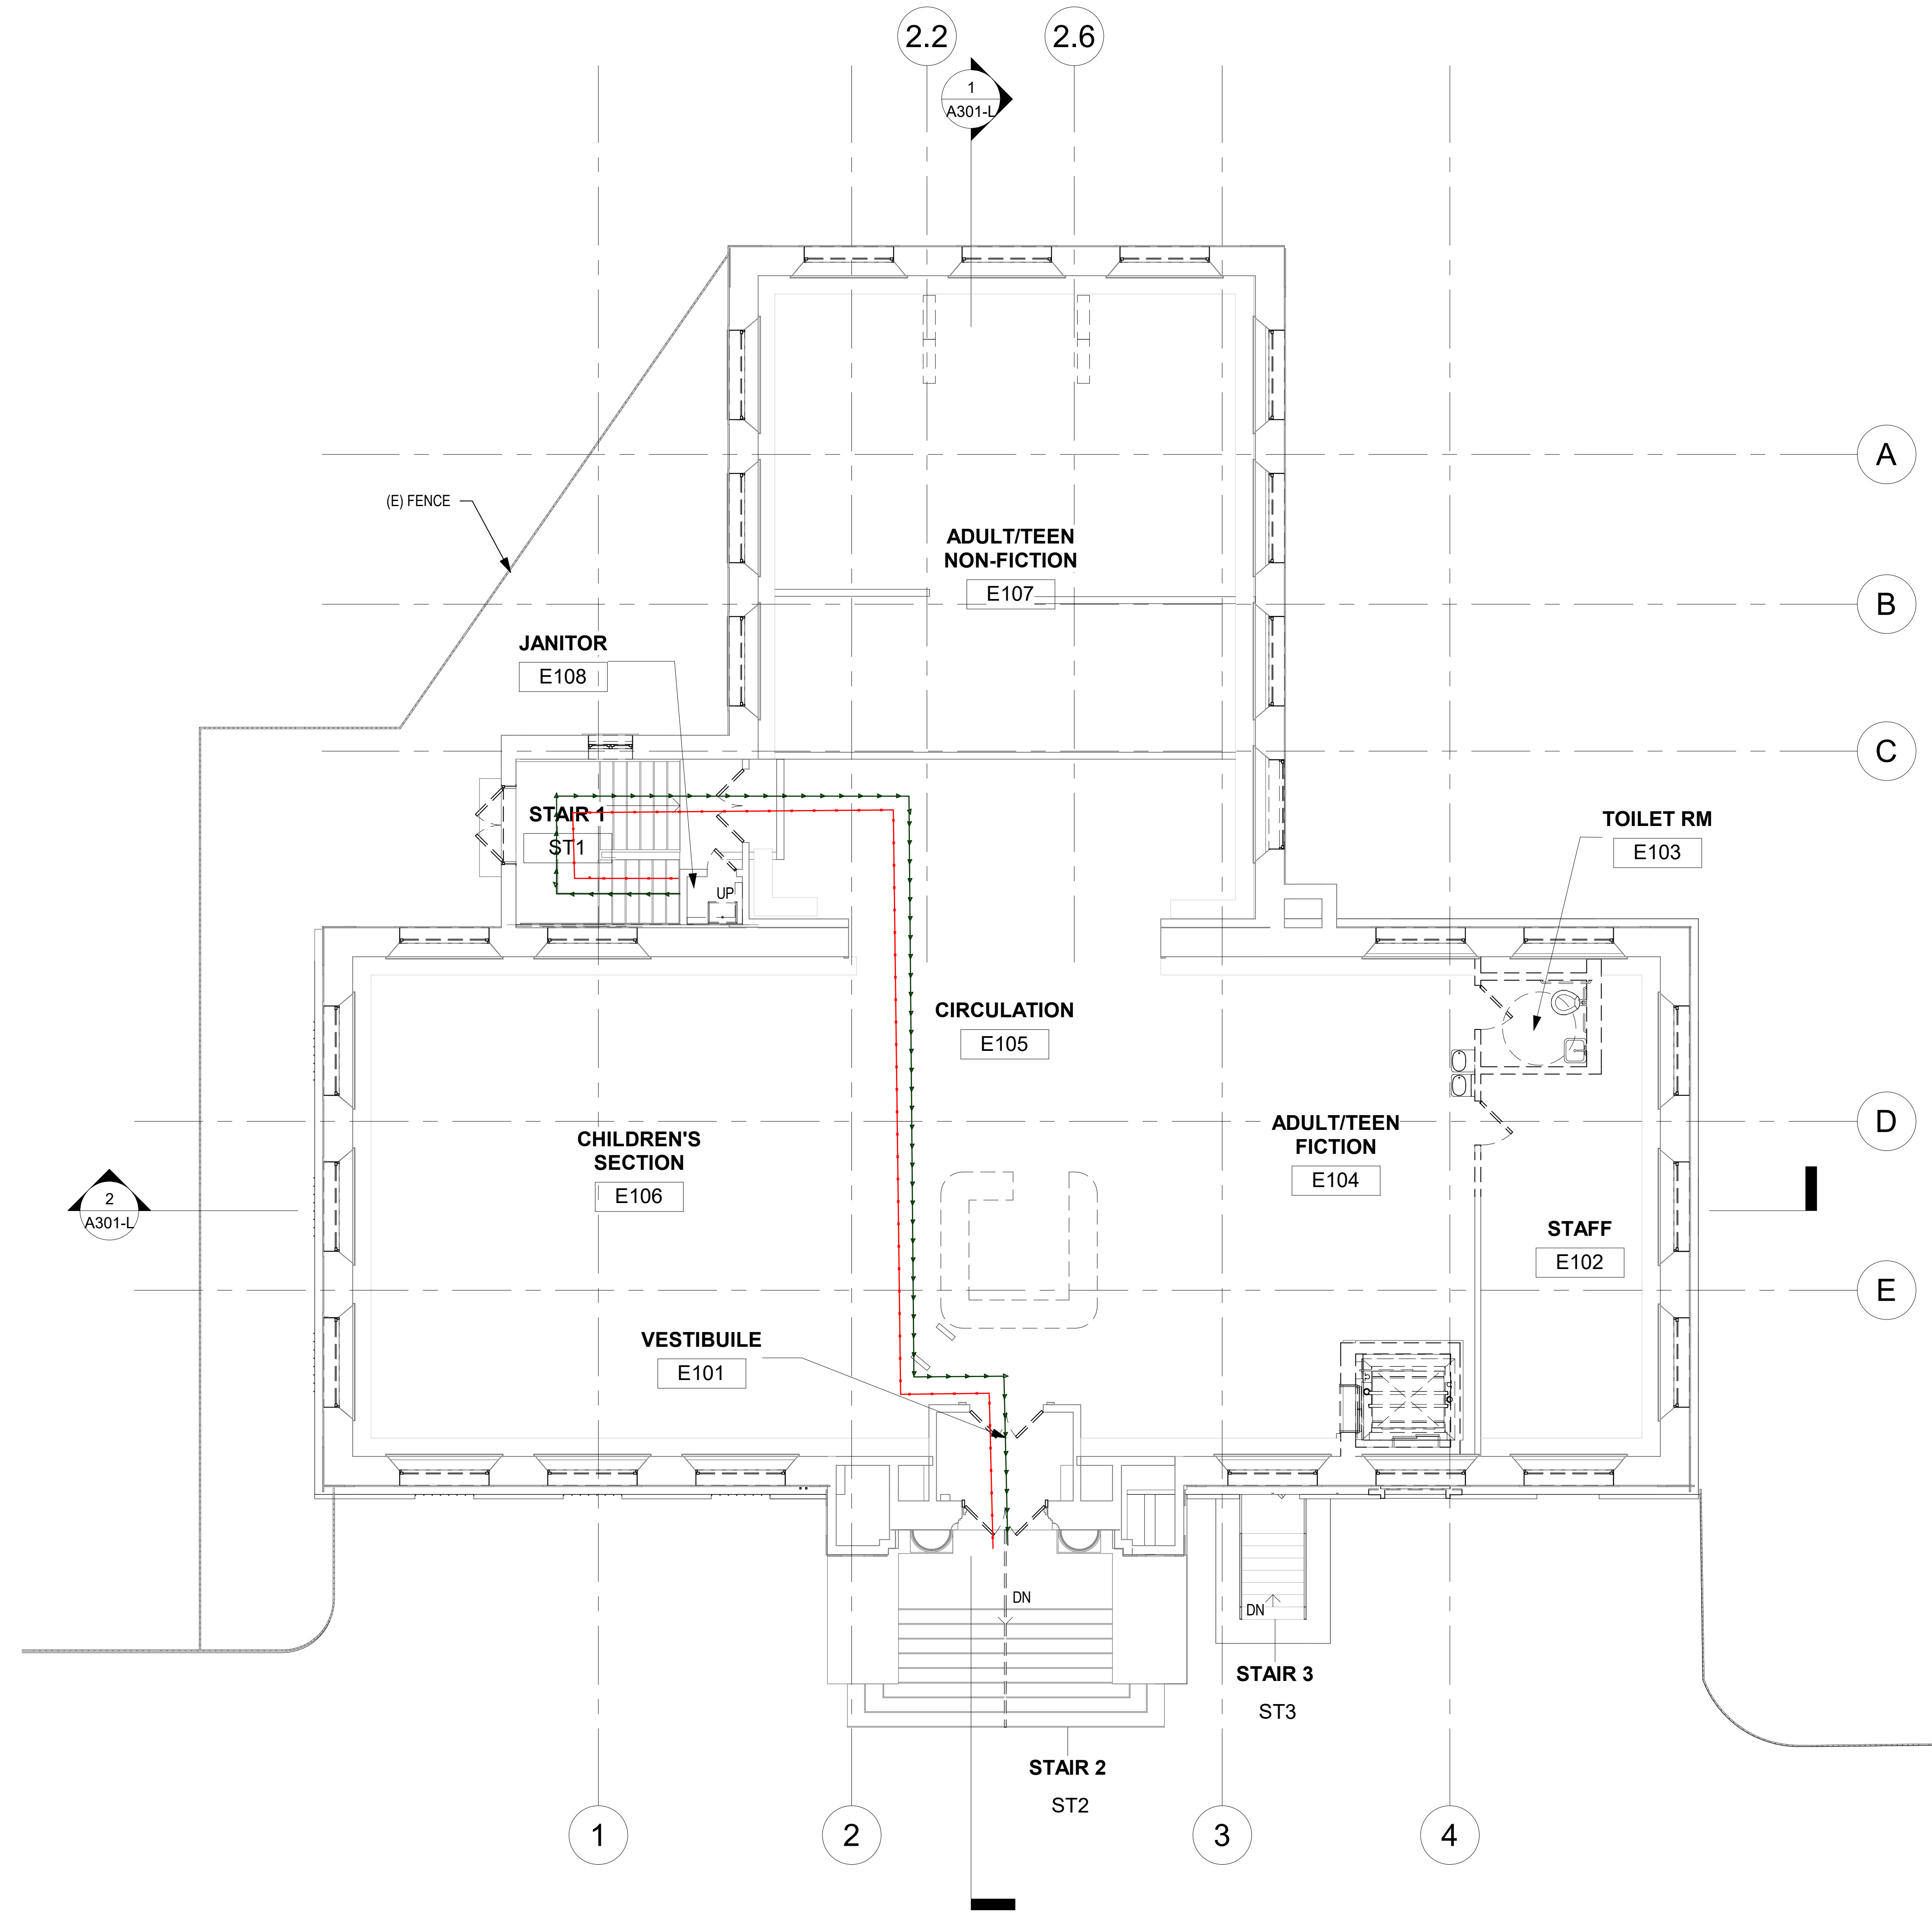 2.2
2.6
1
A301-L
A
(E) FENCE
ADULT/TEEN
NON-FICTION
E107
B
JANITOR
E108
C
STAIR 1
ST1
TOILET RM
E103
UP
CIRCULATION
E105
D
CHILDREN'S
SECTION
E106
ADULT/TEEN
FICTION
E104
2
A301-L
STAFF
E102
E
VESTIBUILE
E101
DN
DN
STAIR 3
ST3
STAIR 2
ST2
1
2
3
4